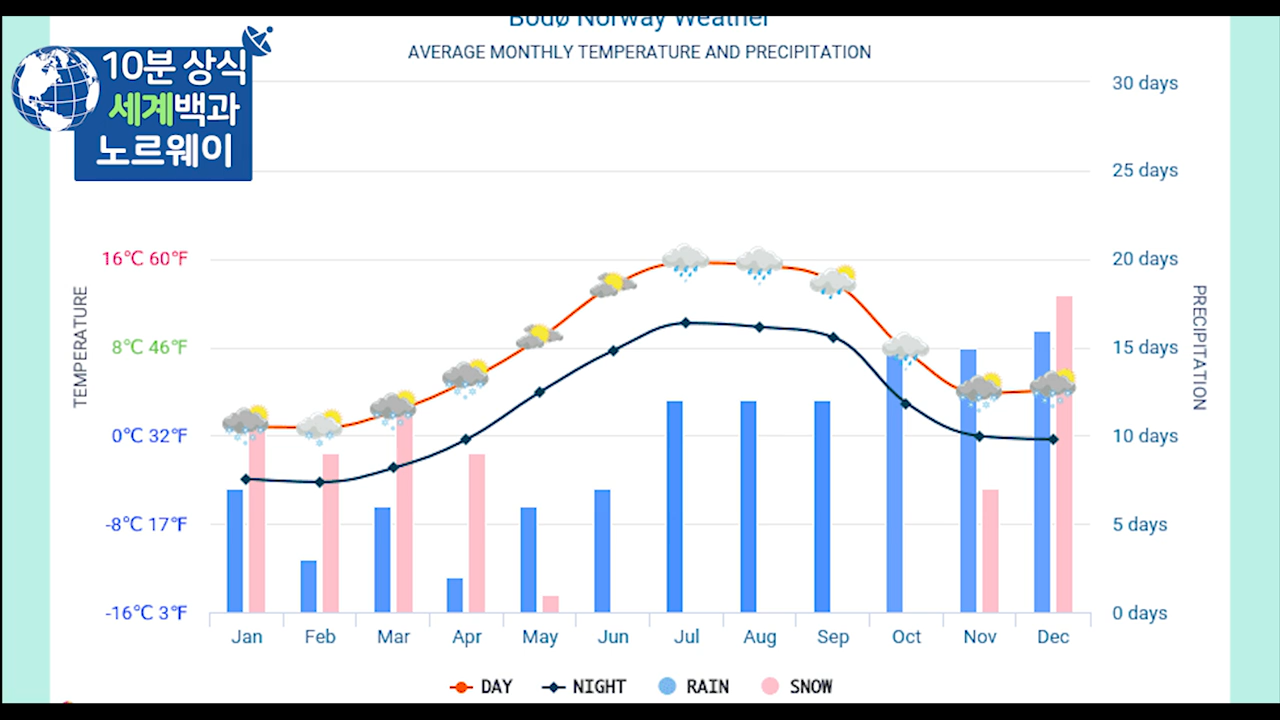 Bodø Norway Weather
AVERAGE MONTHLY TEMPERATURE AND PRECIPITATION
10분 상식
세계백과
노르웨이
30 days
25 days
16℃ 60℉
20 days
8℃ 46℉
15 days
0℃ 32℉
10 days
-8℃ 17℉
5 days
-16℃ 3℉
0 days
TEMPERATURE
PRECIPITATION
Jan Feb Mar Apr May Jun Jul Aug Sep Oct Nov Dec
DAY NIGHT RAIN SNOW